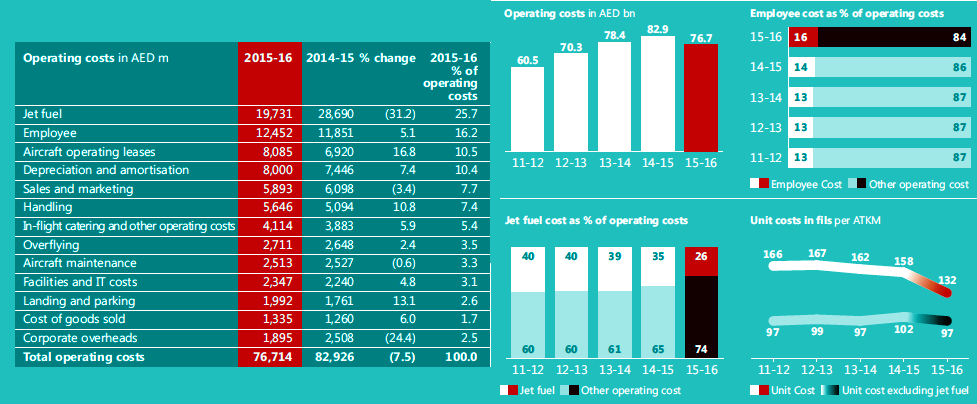 Operating costs in AED m 2015-16 2014-15 % change 2015-16
% of
operating
costs
Jet fuel 19,731 28,690 (31.2) 25.7
Employee 12,452 11,851 5.1 16.2
Aircraft operating leases 8,085 6,920 16.8 10.5
Depreciation and amortisation 8,000 7,446 7.4 10.4
Sales and marketing 5,893 6,098 (3.4) 7.7
Handling 5,646 5,094 10.8 7.4
In-flight catering and other operating costs 4,114 3,883 5.9 5.4
Overflying 2,711 2,648 2.4 3.5
Aircraft maintenance 2,513 2,527 (0.6) 3.3
Facilities and IT costs 2,347 2,240 4.8 3.1
Landing and parking 1,992 1,761 13.1 2.6
Cost of goods sold 1,335 1,260 6.0 1.7
Corporate overheads 1,895 2,508 (24.4) 2.5
Total operating costs 76,714 82,926 (7.5) 100.0
Operating costs in AED bn
60.5 70.3 78.4 82.9 76.7
11-12 12-13 13-14 14-15 15-16
Employee cost as % of operating costs
15-16 16 84
14-15 14 86
13-14 13 87
12-13 13 87
11-12 13 87
Employee Cost Other operating cost
Jet fuel cost as % of operating costs
40 40 39 35 26
60 60 61 65 74
11-12 12-13 13-14 14-15 15-16
Jet fuel Other operating cost
Unit costs in fils per ATKM
166 167 162 158 132
97 99 97 102 97
11-12 12-13 13-14 14-15 15-16
Unit Cost Unit cost excluding jet fuel